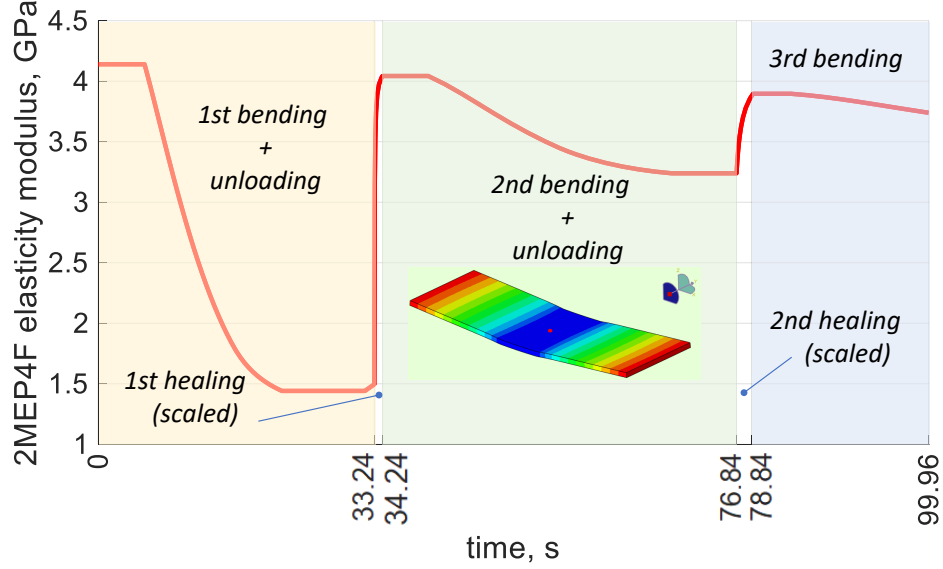 2MEP4F elasticity modulus, GPa
4.5
4
3.5
3
2.5
2
1.5
1
1st bending
+
unloading
2nd bending
+
unloading
3rd bending
1st healing
(scaled)
2nd healing
(scaled)
0
33.24
34.24
76.84
78.84
99.96
time, s